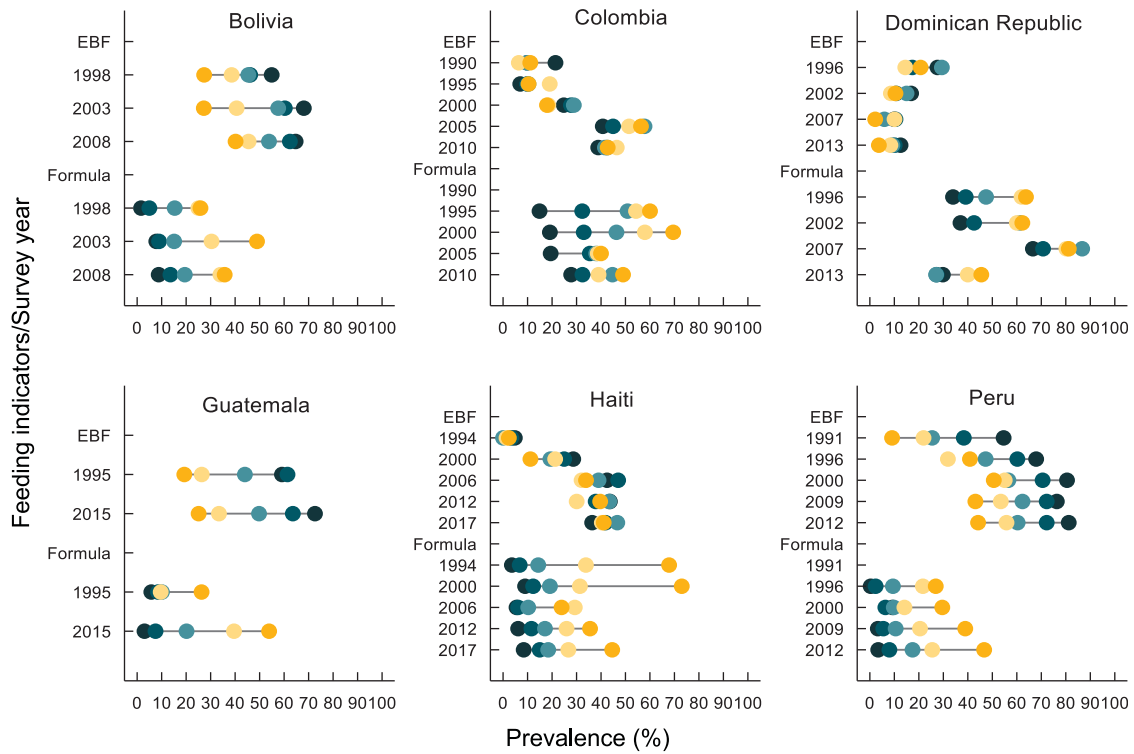 Feeding indicators/Survey year
Bolivia
EBF
1998
2003
2008
Formula
1998
2003
2008
0 10 20 30 40 50 60 70 80 90 100
Colombia
EBF
1990
1995
2000
2005
2010
Formula
1990
1995
2000
2005
2010
0 10 20 30 40 50 60 70 80 90 100
Dominican Republic
EBF
1996
2002
2007
2013
Formula
1996
2002
2007
2013
0 10 20 30 40 50 60 70 80 90 100
Guatemala
EBF
1995
2015
Formula
1995
2015
0 10 20 30 40 50 60 70 80 90 100
Haiti
EBF
1994
2000
2006
2012
2017
Formula
1994
2000
2006
2012
2017
0 10 20 30 40 50 60 70 80 90 100
Peru
EBF
1991
1996
2000
2009
2012
Formula
1991
1996
2000
2009
2012
0 10 20 30 40 50 60 70 80 90 100
Prevalence (%)